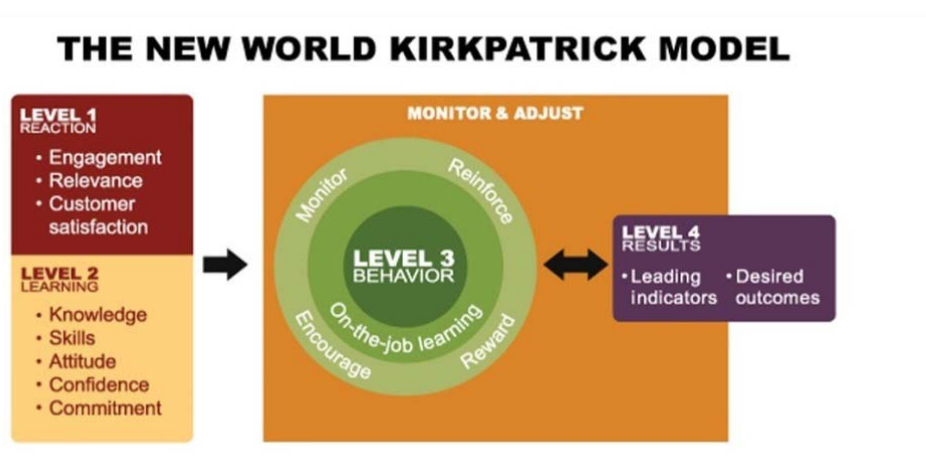 THE NEW WORLD KIRKPATRICK MODEL
LEVEL 1
REACTION
• Engagement
• Relevance
• Customer
satisfaction
LEVEL 2
LEARNING
• Knowledge
• Skills
• Attitude
• Confidence
• Commitment
MONITOR & ADJUST
Monitor
Reinforce
LEVEL 3
BEHAVIOR
On-the-job learning
Encourage
Reward
LEVEL 4
RESULTS
• Leading
indicators
• Desired
outcomes